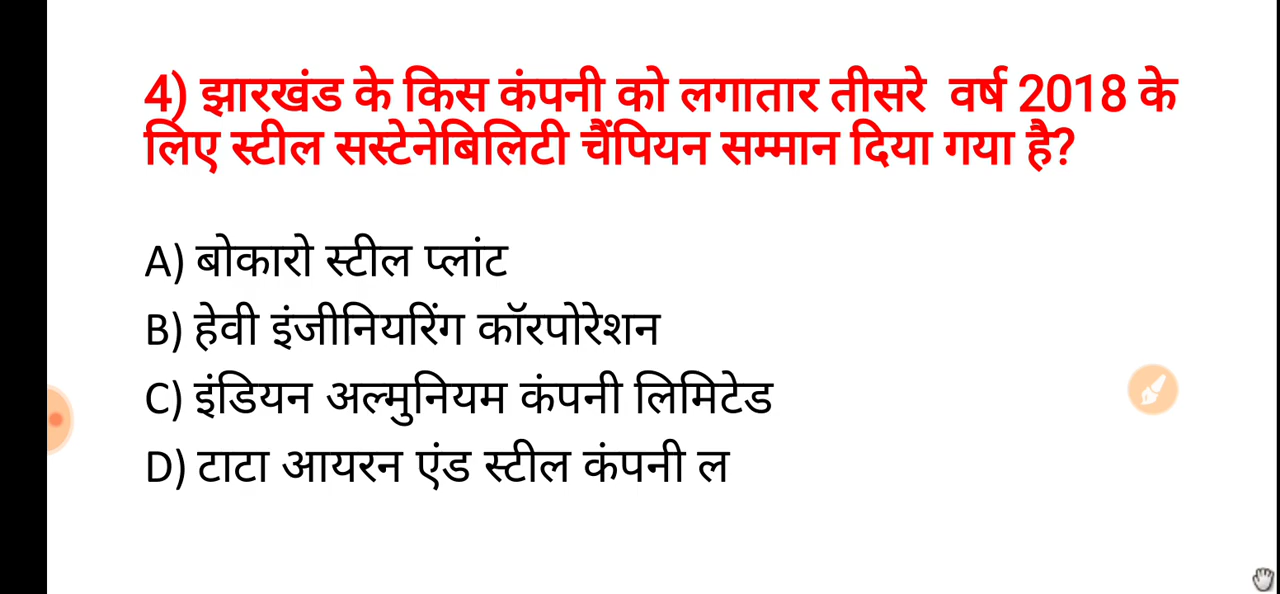 4) झारखंड के किस कंपनी को लगातार तीसरे वर्ष 2018 के
लिए स्टील सस्टेनेबिलिटी चैंपियन सम्मान दिया गया है?
A) बोकारो स्टील प्लांट
B) हेवी इंजीनियरिंग कॉरपोरेशन
C) इंडियन अल्मुनियम कंपनी लिमिटेड
D) टाटा आयरन एंड स्टील कंपनी ल